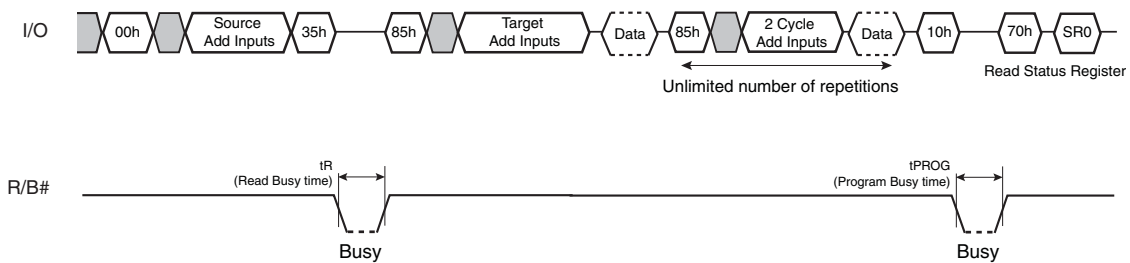 I/O
00h
Source
Add Inputs
35h
85h
Target
Add Inputs
Data
85h
2 Cycle
Add Inputs
Data
10h
70h
SR0
Unlimited number of repetitions
Read Status Register
R/B#
tR
(Read Busy time)
Busy
tPROG
(Program Busy time)
Busy